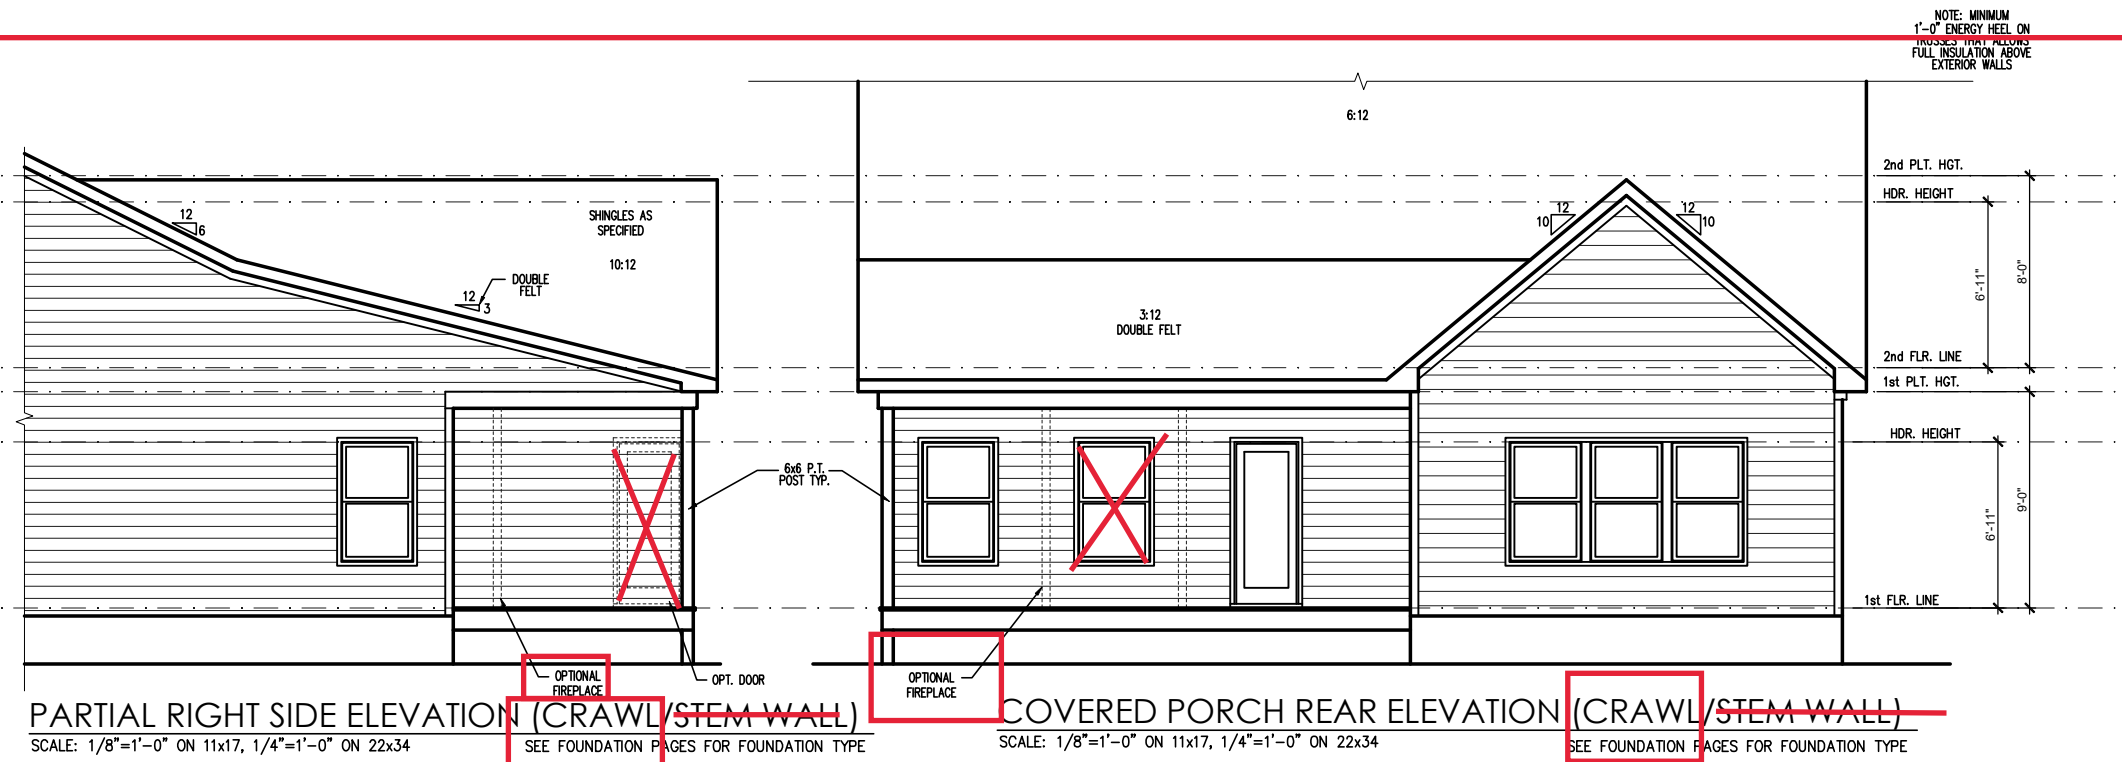 NOTE: MINIMUM
1'-0" ENERGY HEEL ON
TRUSSES THAT ALLOWS
FULL INSULATION ABOVE
EXTERIOR WALLS
6:12
2nd PLT. HGT.
HDR. HEIGHT
12
6
SHINGLES AS
SPECIFIED
10:12
12
10
12
10
DOUBLE
FELT
12
3
3:12
DOUBLE FELT
6'-11"
8'-0"
2nd FLR. LINE
1st PLT. HGT.
HDR. HEIGHT
6x6 P.T.
POST TYP.
6'-11"
9'-0"
1st FLR. LINE
OPTIONAL
FIREPLACE
OPT. DOOR
OPTIONAL
FIREPLACE
PARTIAL RIGHT SIDE ELEVATION (CRAWL/STEM WALL)
SCALE: 1/8"=1'-0" ON 11x17, 1/4"=1'-0" ON 22x34
SEE FOUNDATION PAGES FOR FOUNDATION TYPE
COVERED PORCH REAR ELEVATION (CRAWL/STEM WALL)
SCALE: 1/8"=1'-0" ON 11x17, 1/4"=1'-0" ON 22x34
SEE FOUNDATION PAGES FOR FOUNDATION TYPE